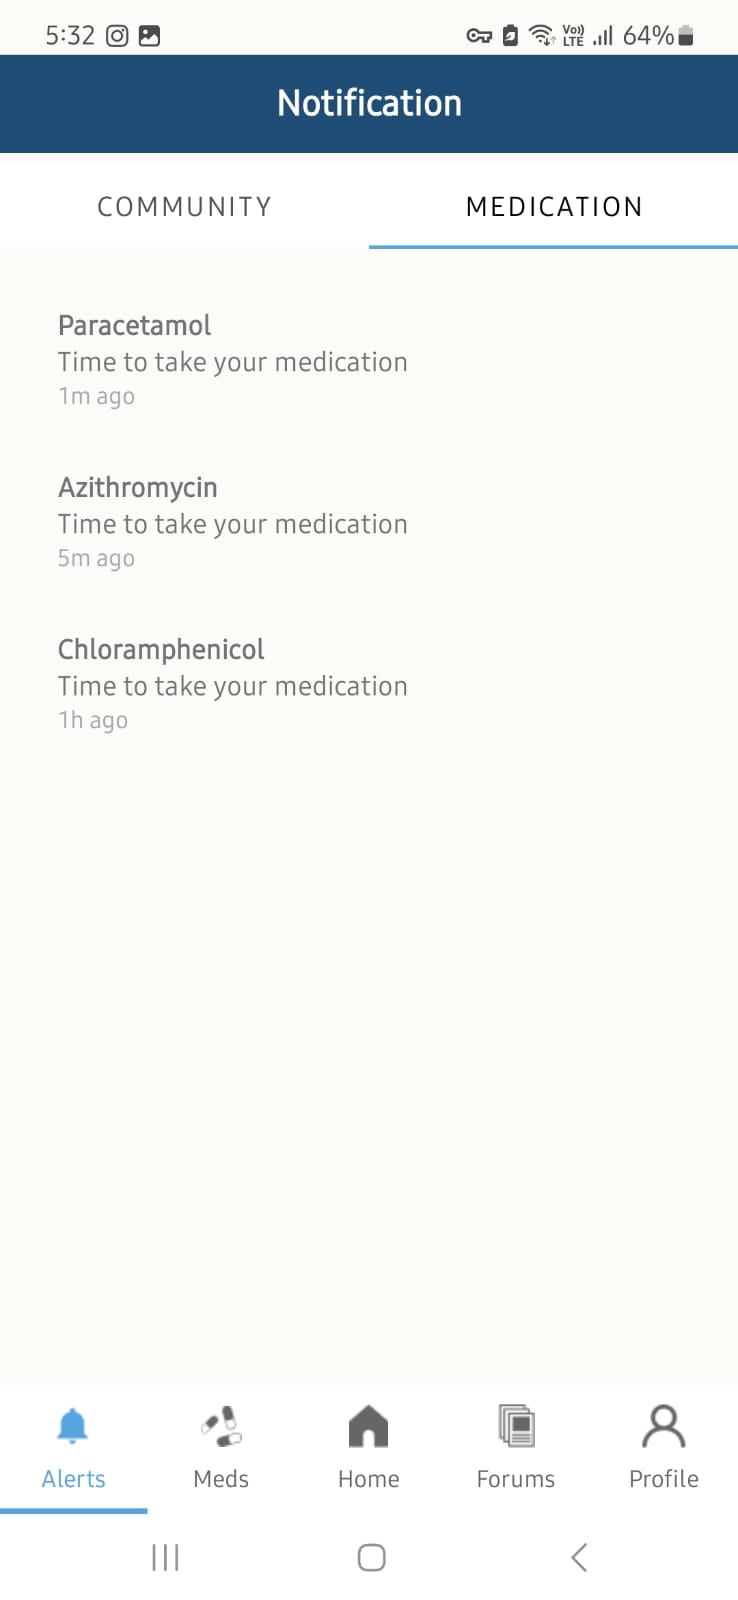 5:32 Vo)) LTE 64%
Notification
COMMUNITY MEDICATION
Paracetamol
Time to take your medication
1m ago
Azithromycin
Time to take your medication
5m ago
Chloramphenicol
Time to take your medication
1h ago
Alerts Meds Home Forums Profile